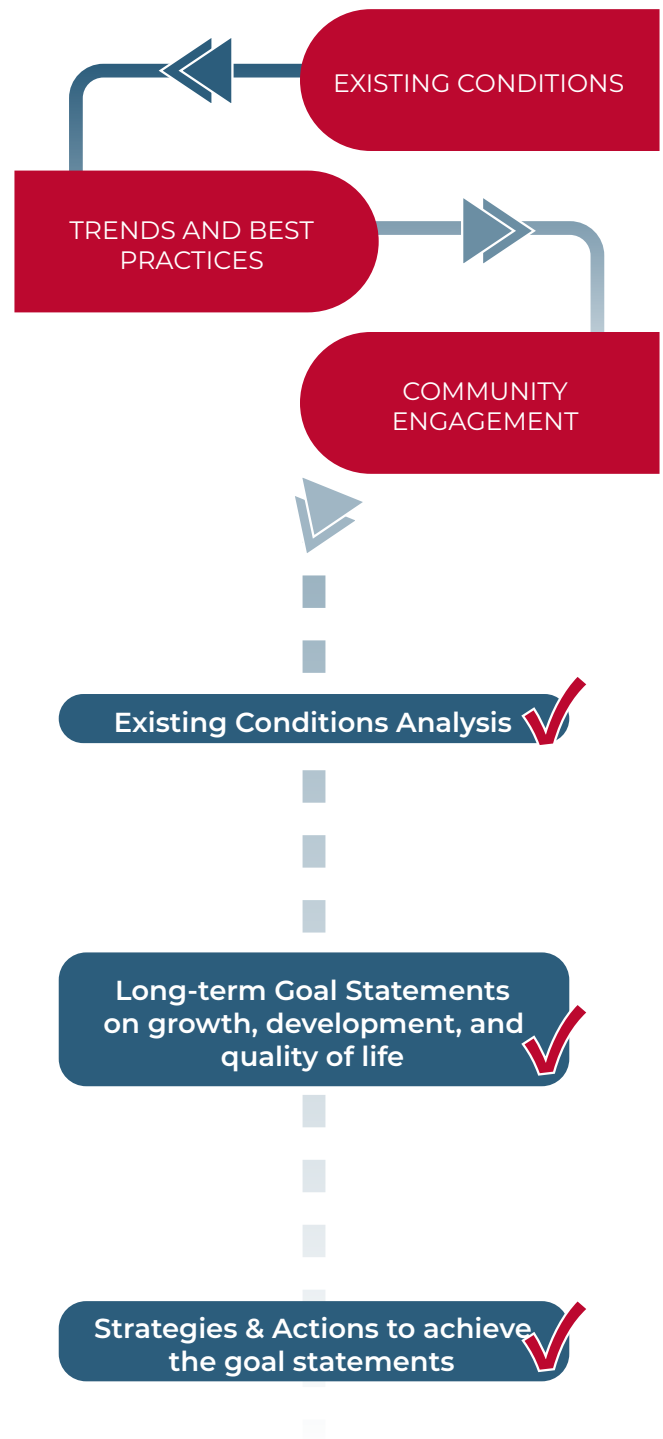 EXISTING CONDITIONS
TRENDS AND BEST
PRACTICES
COMMUNITY
ENGAGEMENT
Existing Conditions Analysis
Long-term Goal Statements
on growth, development, and
quality of life
Strategies & Actions to achieve
the goal statements